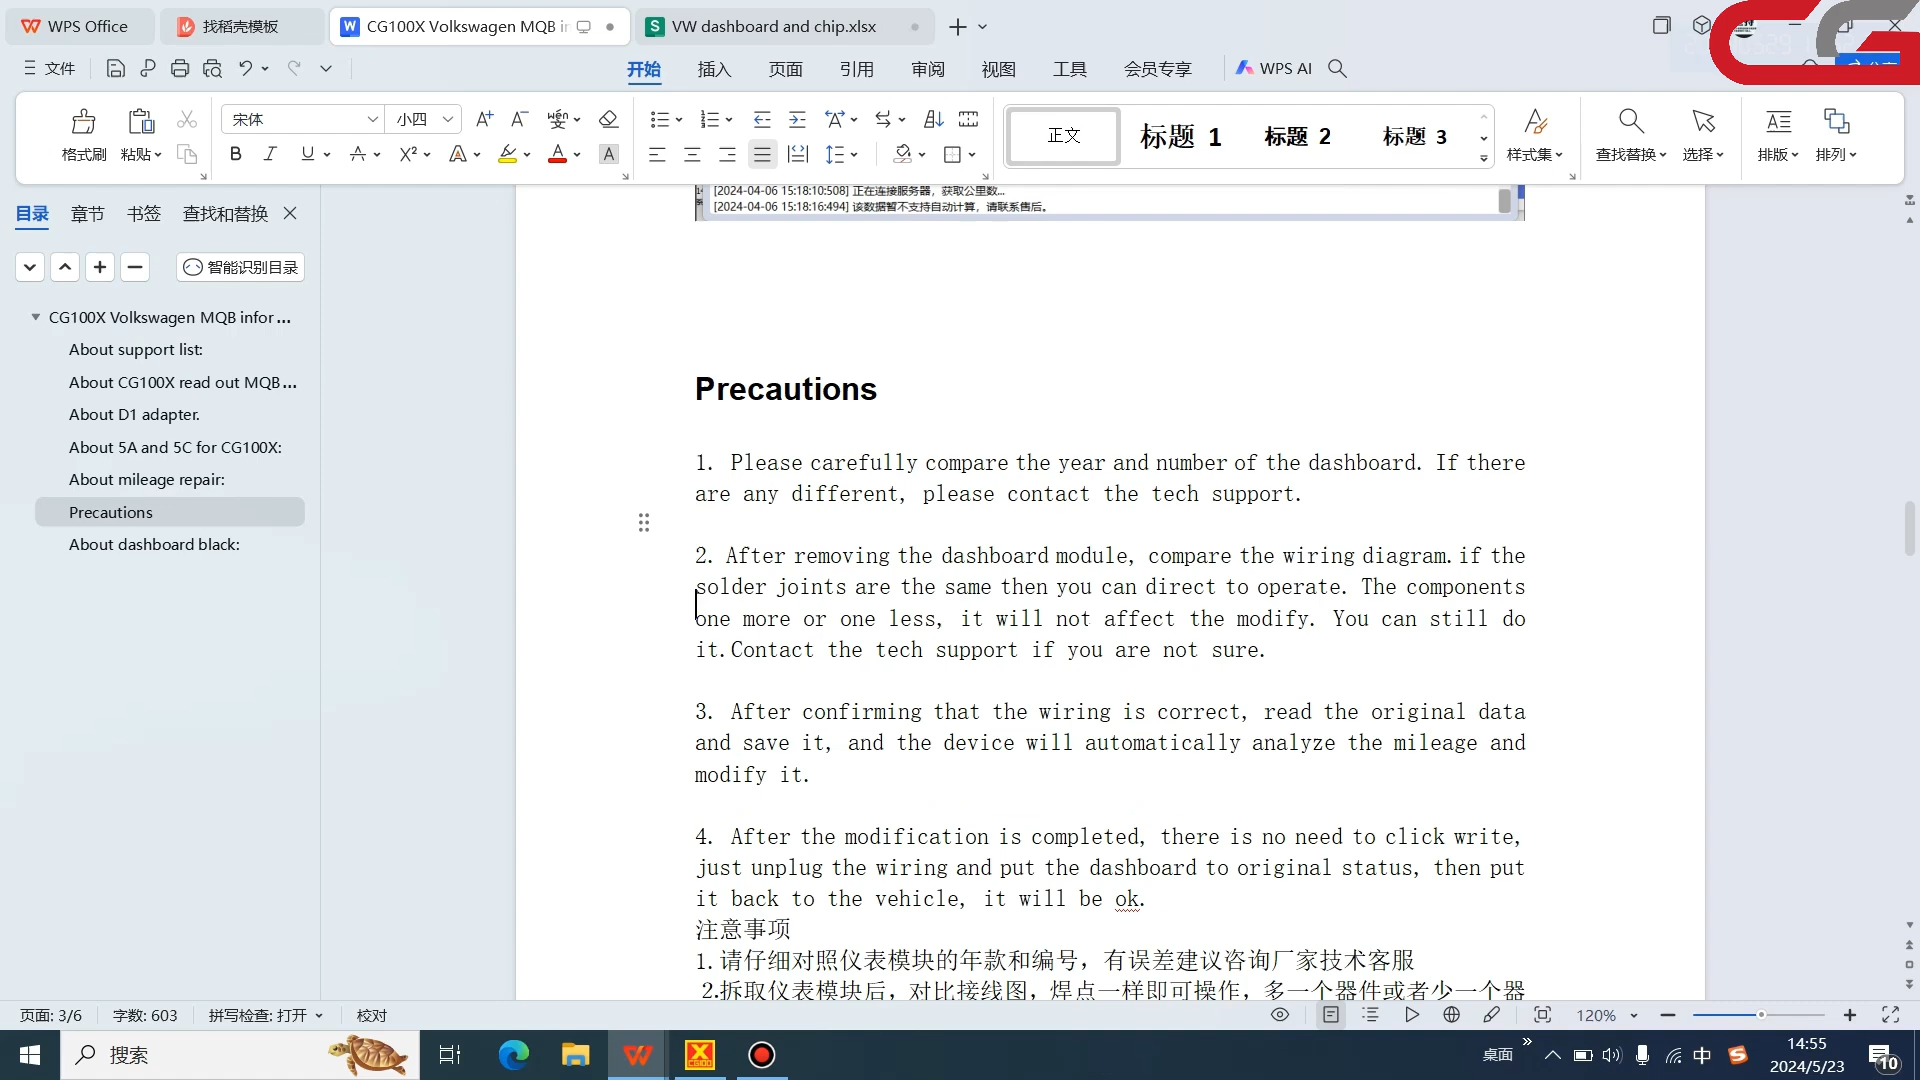 WPS Office
找稻壳模板
CG100X Volkswagen MQB in
VW dashboard and chip.xlsx
文件
开始
插入
页面
引用
审阅
视图
工具
会员专享
WPS AI
格式刷
粘贴
宋体
小四
正文
标题 1
标题 2
标题 3
样式集
查找替换
选择
排版
排列
目录
章节
书签
查找和替换
智能识别目录
CG100X Volkswagen MQB infor...
About support list:
About CG100X read out MQB...
About D1 adapter.
About 5A and 5C for CG100X:
About mileage repair:
Precautions
About dashboard black:
[2024-04-06 15:18:10:508] 正在连接服务器，获取公里数...
[2024-04-06 15:18:16:494] 该数据暂不支持自动计算，请联系售后。
Precautions
1. Please carefully compare the year and number of the dashboard. If there
are any different, please contact the tech support.
2. After removing the dashboard module, compare the wiring diagram.if the
solder joints are the same then you can direct to operate. The components
one more or one less, it will not affect the modify. You can still do
it.Contact the tech support if you are not sure.
3. After confirming that the wiring is correct, read the original data
and save it, and the device will automatically analyze the mileage and
modify it.
4. After the modification is completed, there is no need to click write,
just unplug the wiring and put the dashboard to original status, then put
it back to the vehicle, it will be ok.
注意事项
1.请仔细对照仪表模块的年款和编号，有误差建议咨询厂家技术客服
2.拆取仪表模块后，对比接线图，焊点一样即可操作，多一个器件或者少一个器
页面: 3/6
字数: 603
拼写检查: 打开
校对
120%
搜索
桌面
中
14:55
2024/5/23
10